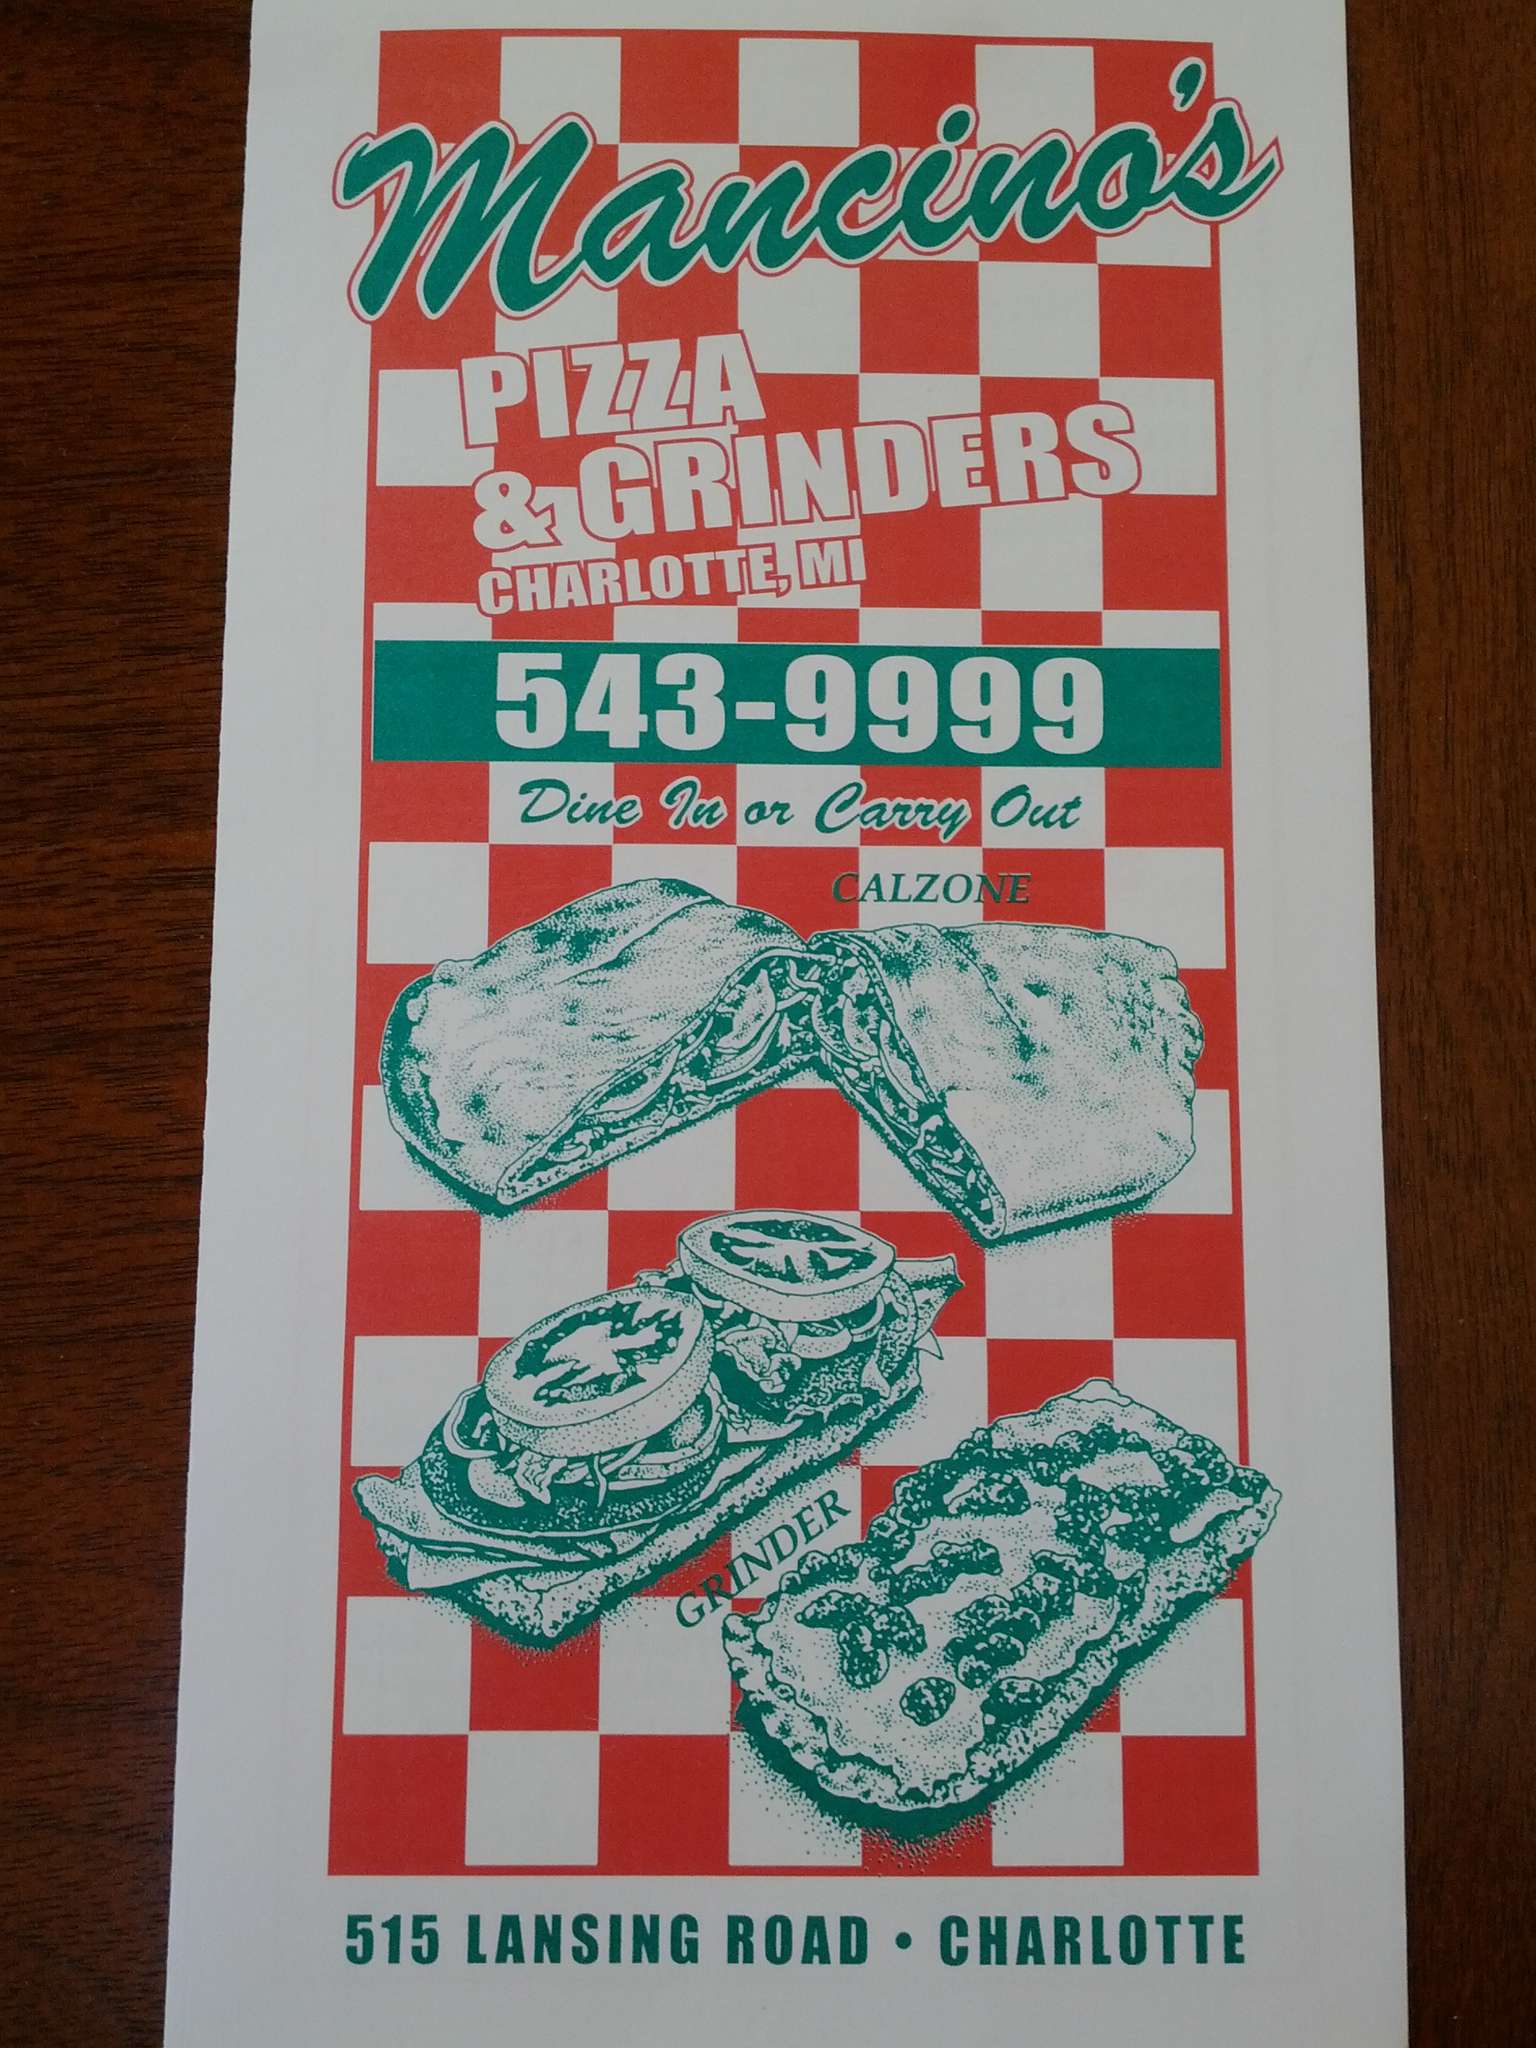 Mancino's
PIZZA
& GRINDERS
CHARLOTTE, MI
543-9999
Dine In or Carry Out
CALZONE
GRINDER
515 LANSING ROAD • CHARLOTTE